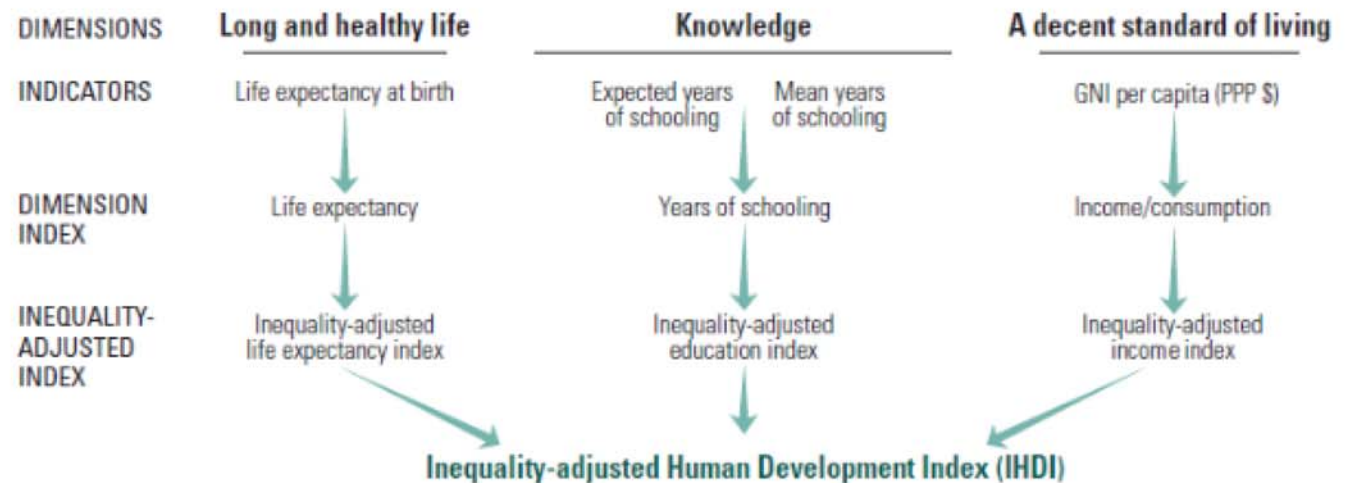 DIMENSIONS
Long and healthy life
Knowledge
A decent standard of living
INDICATORS
Life expectancy at birth
Expected years
of schooling
Mean years
of schooling
GNI per capita (PPP $)
DIMENSION
INDEX
Life expectancy
Years of schooling
Income/consumption
INEQUALITY-
ADJUSTED
INDEX
Inequality-adjusted
life expectancy index
Inequality-adjusted
education index
Inequality-adjusted
income index
Inequality-adjusted Human Development Index (IHDI)